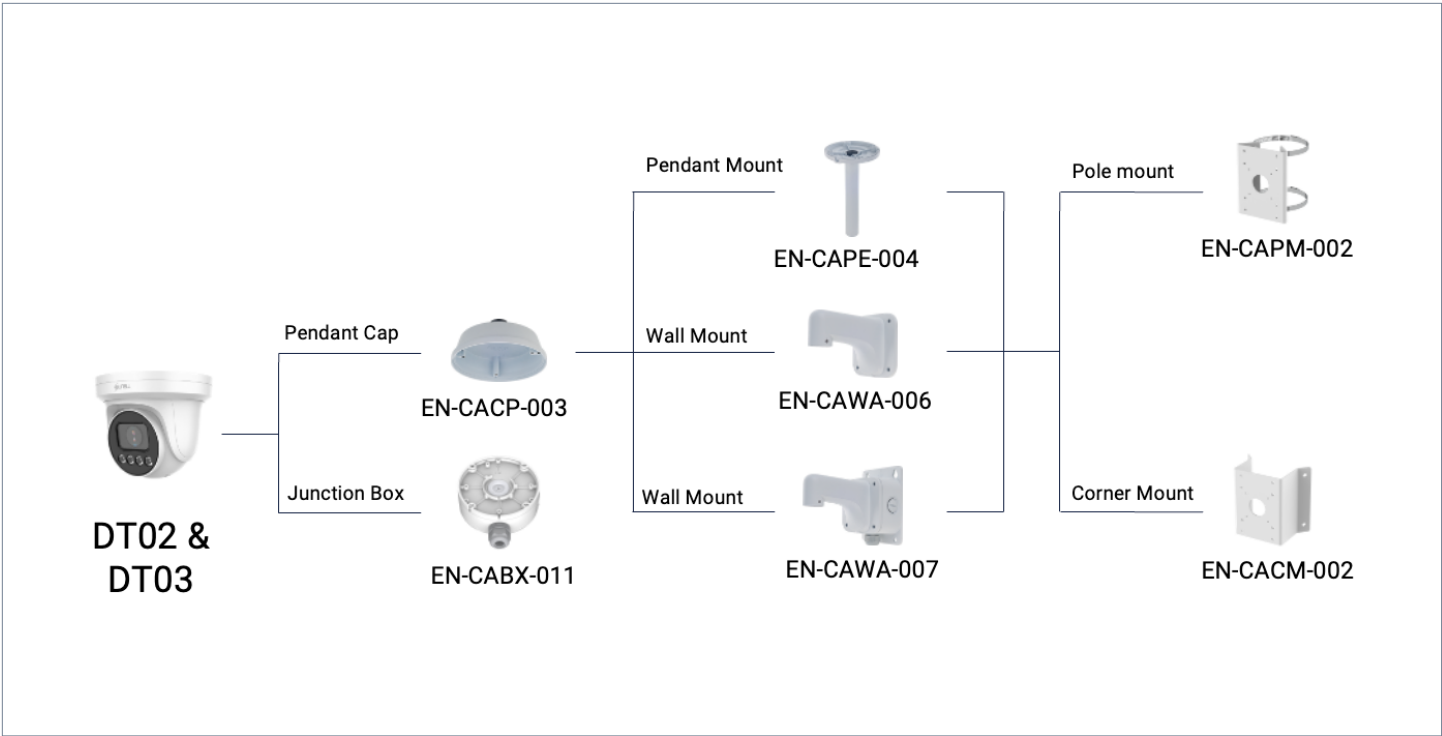 Pendant Mount
Pole mount
EN-CAPE-004
EN-CAPM-002
Pendant Cap
Wall Mount
EN-CACP-003
EN-CAWA-006
Junction Box
Wall Mount
Corner Mount
DT02 &
DT03
EN-CABX-011
EN-CAWA-007
EN-CACM-002